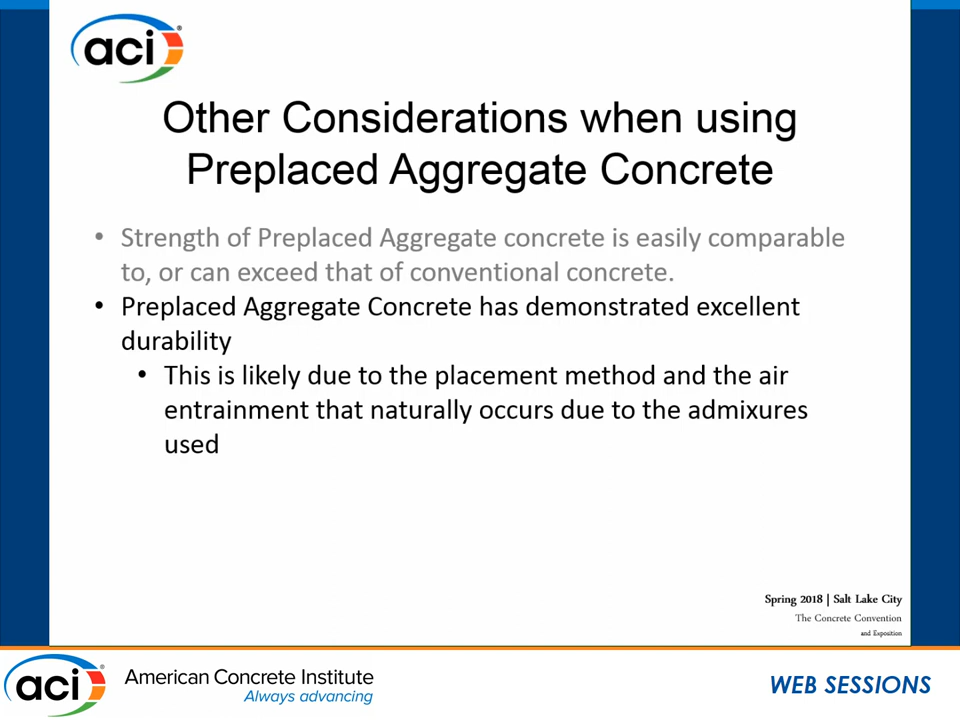 aci®
Other Considerations when using
Preplaced Aggregate Concrete
• Strength of Preplaced Aggregate concrete is easily comparable
to, or can exceed that of conventional concrete.
• Preplaced Aggregate Concrete has demonstrated excellent
durability
• This is likely due to the placement method and the air
entrainment that naturally occurs due to the admixures
used
Spring 2018 | Salt Lake City
The Concrete Convention
and Exposition
aci®
American Concrete Institute
Always advancing
WEB SESSIONS